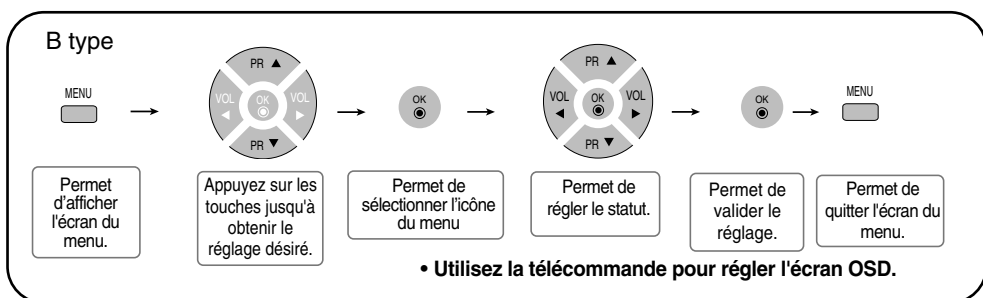 B type
MENU
PR ▲
VOL ◄ OK ◉ VOL ►
PR ▼
OK ◉
PR ▲
VOL ◄ OK ◉ VOL ►
PR ▼
OK ◉
MENU
Permet
d'afficher
l'écran du
menu.
Appuyez sur les
touches jusqu'à
obtenir le
réglage désiré.
Permet de
sélectionner l'icône
du menu
Permet de
régler le statut.
Permet de
valider le
réglage.
Permet de
quitter l'écran du
menu.
• Utilisez la télécommande pour régler l'écran OSD.